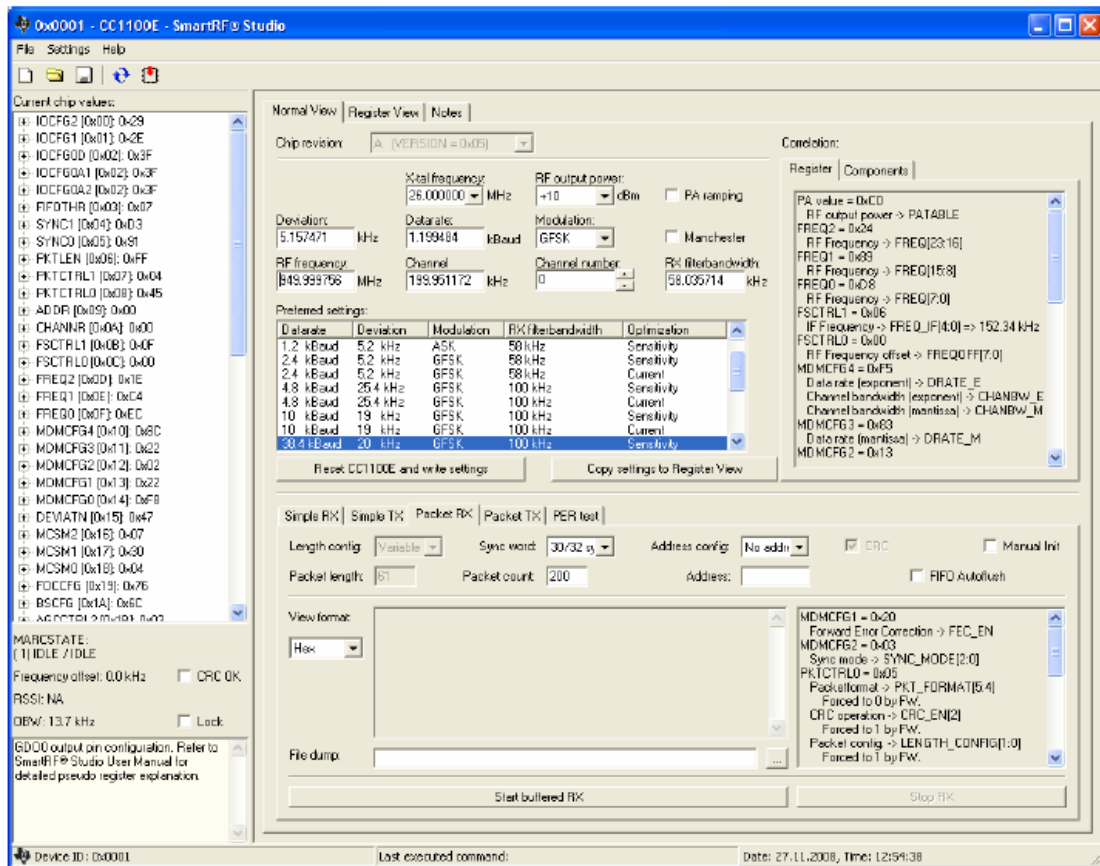 0x0001 - CC1100E - SmartRF® Studio
File Settings Help
Current chip values:
IOCFG2 [0x00]: 0x29
IOCFG1 [0x01]: 0x2E
IOCFG0D [0x02]: 0x3F
IOCFG0A1 [0x02]: 0x3F
IOCFG0A2 [0x02]: 0x3F
FIFOTHR [0x03]: 0x07
SYNC1 [0x04]: 0xD3
SYNC0 [0x05]: 0x91
PKTLEN [0x06]: 0xFF
PKTCTRL1 [0x07]: 0x04
PKTCTRL0 [0x08]: 0x45
ADDR [0x09]: 0x00
CHANNR [0x0A]: 0x00
FSCTRL1 [0x0B]: 0x0F
FSCTRL0 [0x0C]: 0x00
FREQ2 [0x0D]: 0x1E
FREQ1 [0x0E]: 0xC4
FREQ0 [0x0F]: 0xEC
MDMCFG4 [0x10]: 0x8C
MDMCFG3 [0x11]: 0x22
MDMCFG2 [0x12]: 0x02
MDMCFG1 [0x13]: 0x22
MDMCFG0 [0x14]: 0xF8
DEVIATN [0x15]: 0x47
MCSM2 [0x16]: 0x07
MCSM1 [0x17]: 0x30
MCSM0 [0x18]: 0x04
FOCCFG [0x19]: 0x76
BSCFG [0x1A]: 0x6C
AGCCTRL2 [0x1B]: 0x03
MARCSTATE:
(1) IDLE / IDLE
Frequency offset: 0.0 kHz CRC OK
RSSI: NA
OBW: 13.7 kHz Lock
GDO0 output pin configuration. Refer to
SmartRF® Studio User Manual for
detailed pseudo register explanation.
Normal View Register View Notes
Chip revision: A (VERSION = 0x05)
X-tal frequency: RF output power:
26.000000 MHz +10 dBm PA ramping
Deviation: Datarate: Modulation:
5.157471 kHz 1.199484 kBaud GFSK Manchester
RF frequency: Channel Channel number: RX filterbandwidth
949.999756 MHz 199.951172 kHz 0 58.035714 kHz
Preferred settings:
Datarate Deviation Modulation RX filterbandwidth Optimization
1.2 kBaud 5.2 kHz ASK 58 kHz Sensitivity
2.4 kBaud 5.2 kHz GFSK 58 kHz Sensitivity
2.4 kBaud 5.2 kHz GFSK 58 kHz Current
4.8 kBaud 25.4 kHz GFSK 100 kHz Sensitivity
4.8 kBaud 25.4 kHz GFSK 100 kHz Current
10 kBaud 19 kHz GFSK 100 kHz Sensitivity
10 kBaud 19 kHz GFSK 100 kHz Current
38.4 kBaud 20 kHz GFSK 100 kHz Sensitivity
Reset CC1100E and write settings Copy settings to Register View
Correlation:
Register Components
PA value = 0xC0
RF output power -> PATABLE
FREQ2 = 0x24
RF Frequency -> FREQ[23:16]
FREQ1 = 0x89
RF Frequency -> FREQ[15:8]
FREQ0 = 0xD8
RF Frequency -> FREQ[7:0]
FSCTRL1 = 0x06
IF Frequency -> FREQ_IF[4:0] => 152.34 kHz
FSCTRL0 = 0x00
RF Frequency offset -> FREQOFF[7:0]
MDMCFG4 = 0xF5
Data rate (exponent) -> DRATE_E
Channel bandwidth (exponent) -> CHANBW_E
Channel bandwidth (mantissa) -> CHANBW_M
MDMCFG3 = 0x83
Data rate (mantissa) -> DRATE_M
MDMCFG2 = 0x13
Simple RX Simple TX Packet RX Packet TX PER test
Length config: Variable Sync word: 30/32 sy Address config: No addre CRC Manual Init
Packet length: 61 Packet count: 200 Address: FIFO Autoflush
View format:
Hex
MDMCFG1 = 0x20
Forward Error Correction -> FEC_EN
MDMCFG2 = 0x03
Sync mode -> SYNC_MODE[2:0]
PKTCTRL0 = 0x05
Packetformat -> PKT_FORMAT[5:4]
Forced to 0 by FW.
CRC operation -> CRC_EN[2]
Forced to 1 by FW.
Packet config. -> LENGTH_CONFIG[1:0]
Forced to 1 by FW.
File dump: ...
Start buffered RX Stop RX
Device ID: 0x0001 Last executed command: Date: 27.11.2008, Time: 12:54:38